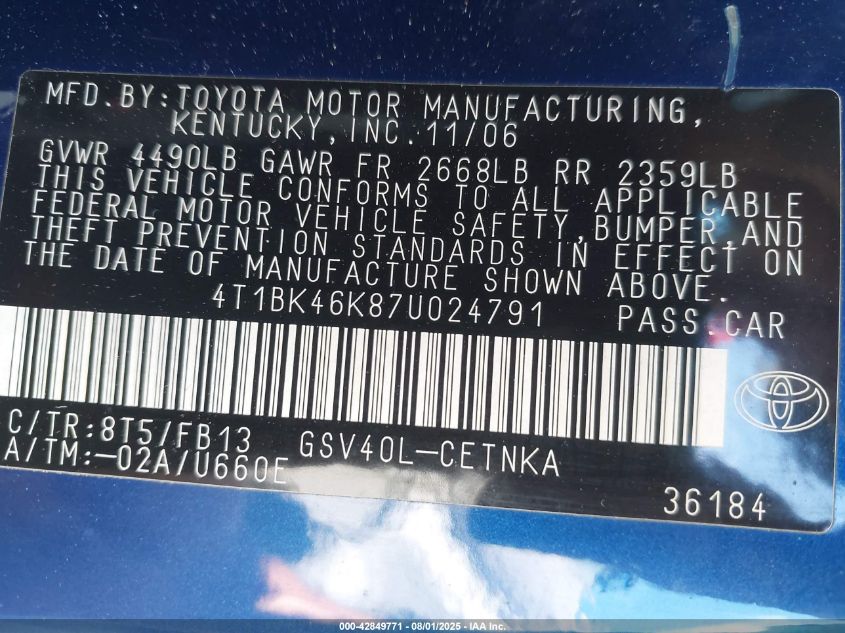 MFD.BY:TOYOTA MOTOR MANUFACTURING,
KENTUCKY,INC.11/06
GVWR 4490LB GAWR FR 2668LB RR 2359LB
THIS VEHICLE CONFORMS TO ALL APPLICABLE
FEDERAL MOTOR VEHICLE SAFETY,BUMPER,AND
THEFT PREVENTION STANDARDS IN EFFECT ON
THE DATE OF MANUFACTURE SHOWN ABOVE.
4T1BK46K87U024791 PASS.CAR
C/TR:8T5/FB13 GSV40L-CETNKA
A/TM:-02A/U660E
36184
000-42849771 - 08/01/2025 - IAA Inc.